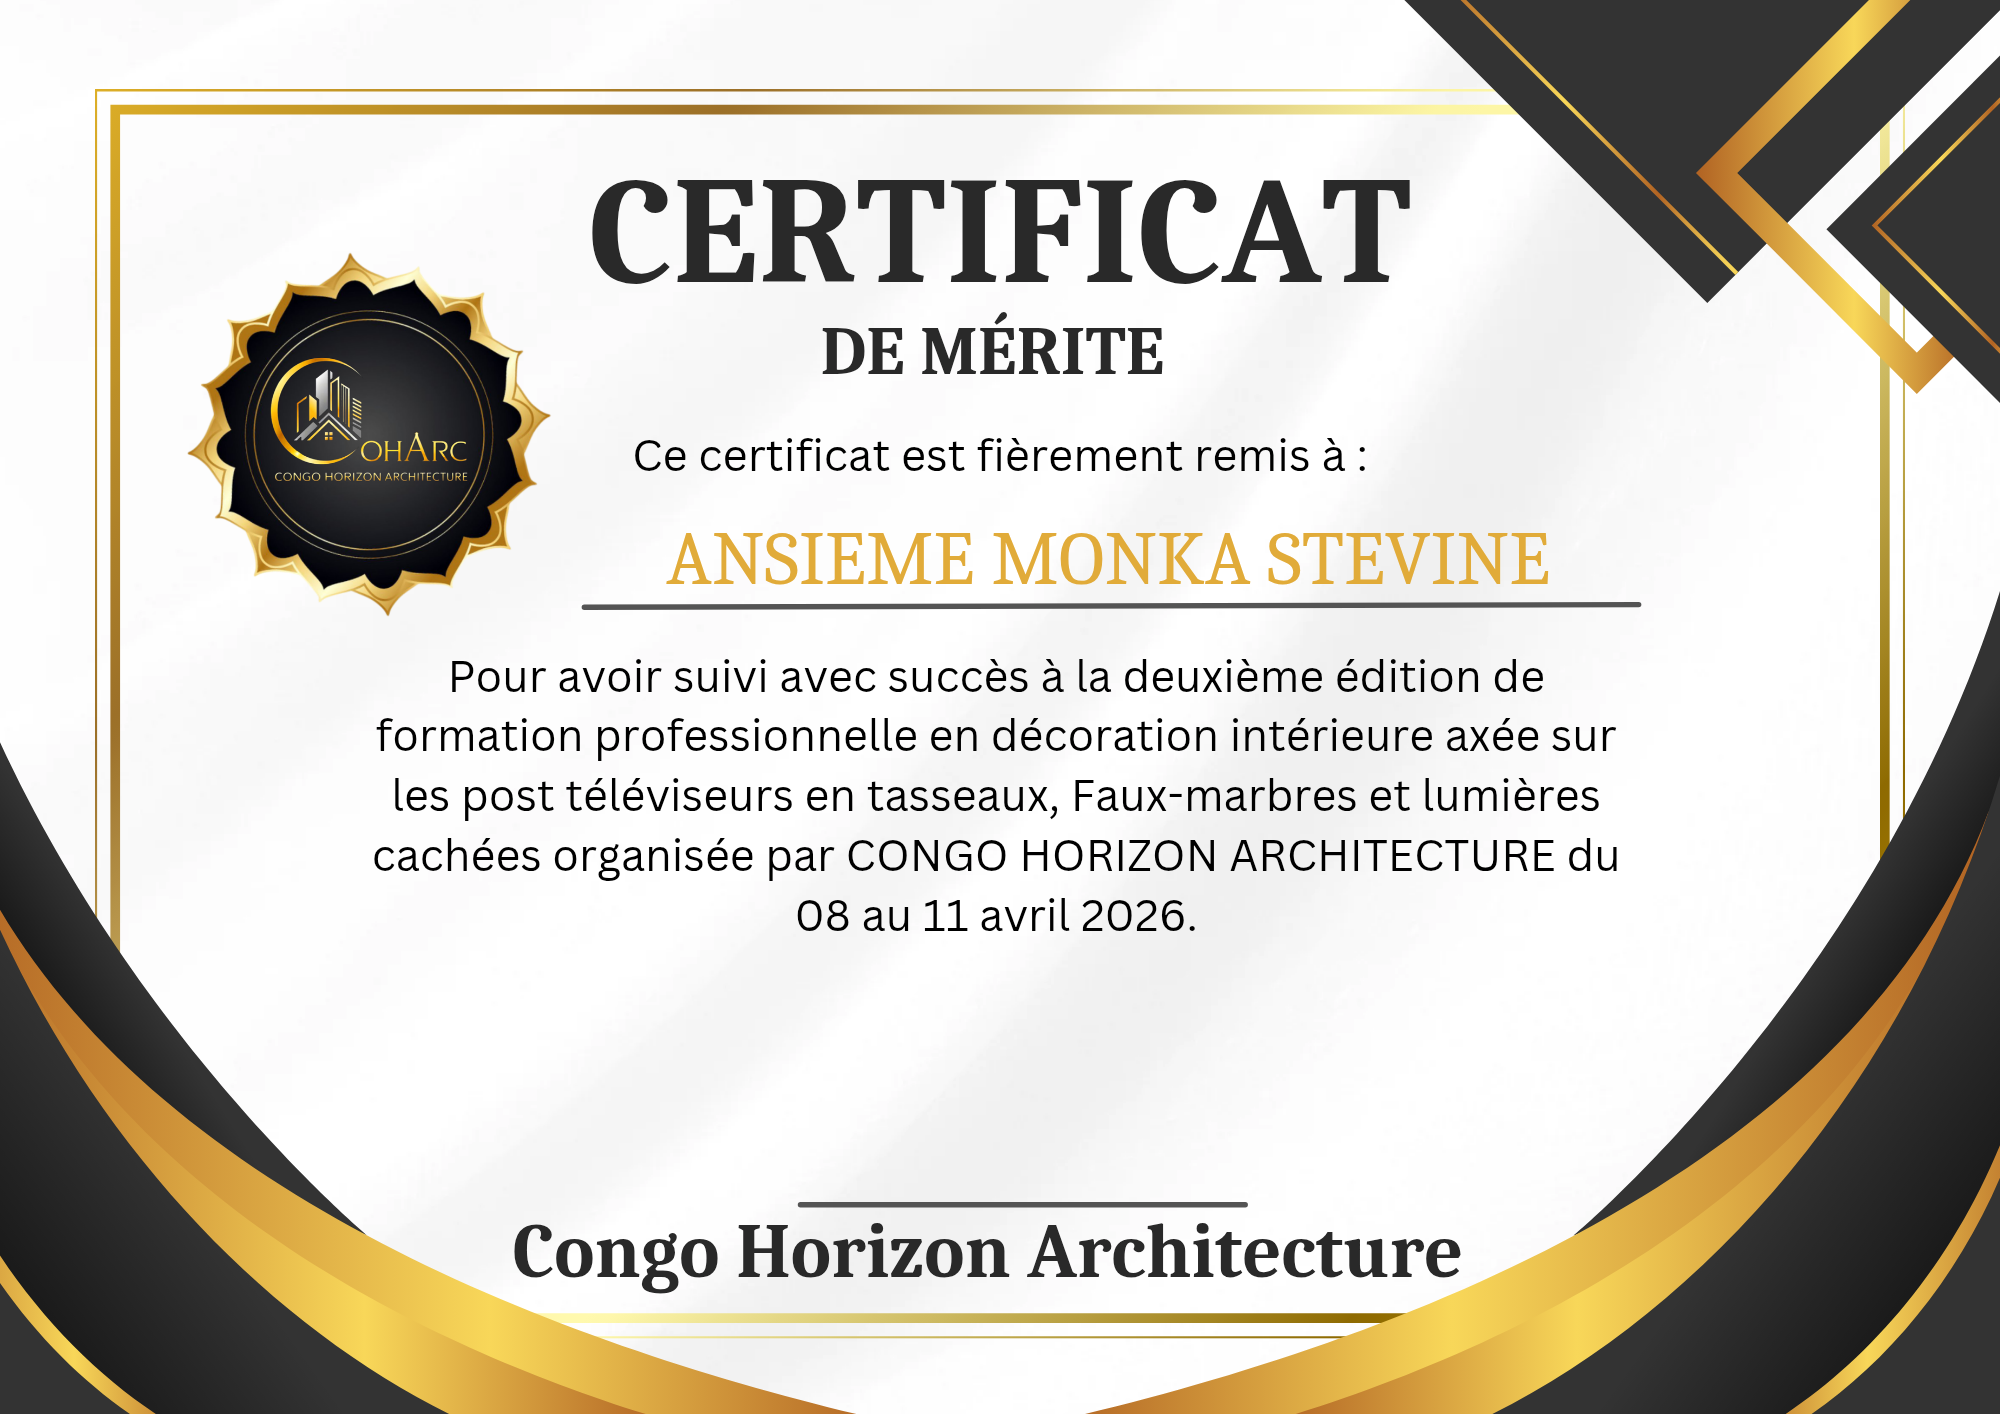 CERTIFICAT
DE MÉRITE
COHARC
CONGO HORIZON ARCHITECTURE
Ce certificat est fièrement remis à :
ANSIEME MONKA STEVINE
Pour avoir suivi avec succès à la deuxième édition de
formation professionnelle en décoration intérieure axée sur
les post téléviseurs en tasseaux, Faux-marbres et lumières
cachées organisée par CONGO HORIZON ARCHITECTURE du
08 au 11 avril 2026.
Congo Horizon Architecture